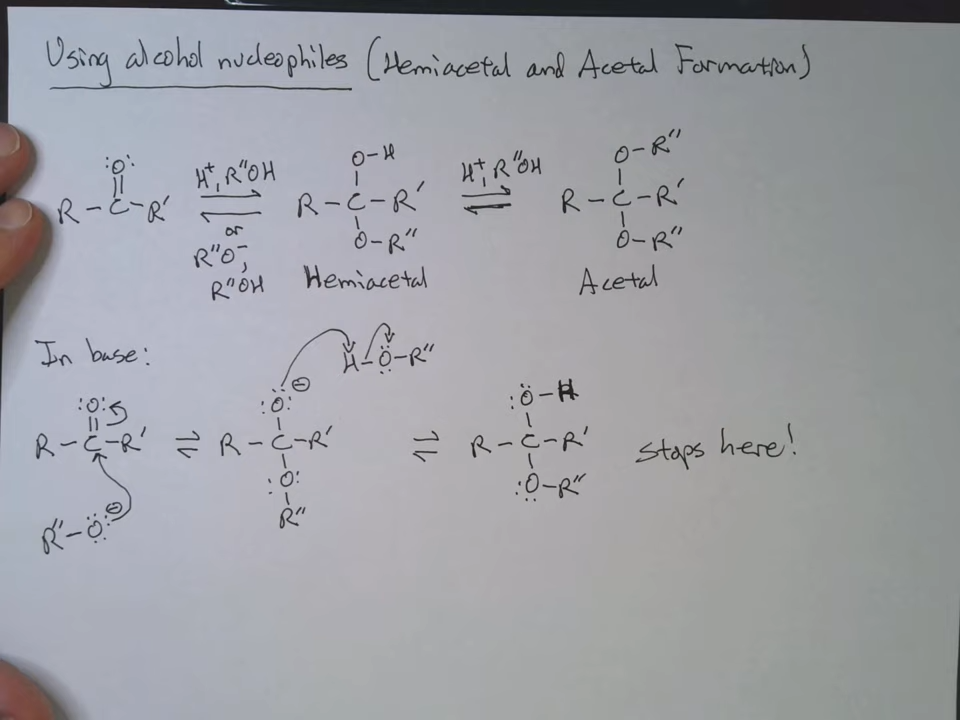 Using alcohol nucleophiles (Hemiacetal and Acetal Formation)
:O: H⁺, R"OH O-H H⁺, R"OH O-R"
R-C-R' R-C-R' R-C-R'
or O-R" O-R"
R"O⁻,
R"OH Hemiacetal Acetal
In base: H-Ö-R"
:O: :Ö:⊖ :Ö-H
R-C-R' ⇌ R-C-R' ⇌ R-C-R' stops here!
:O: :O-R"
R"-O:⊖ R"